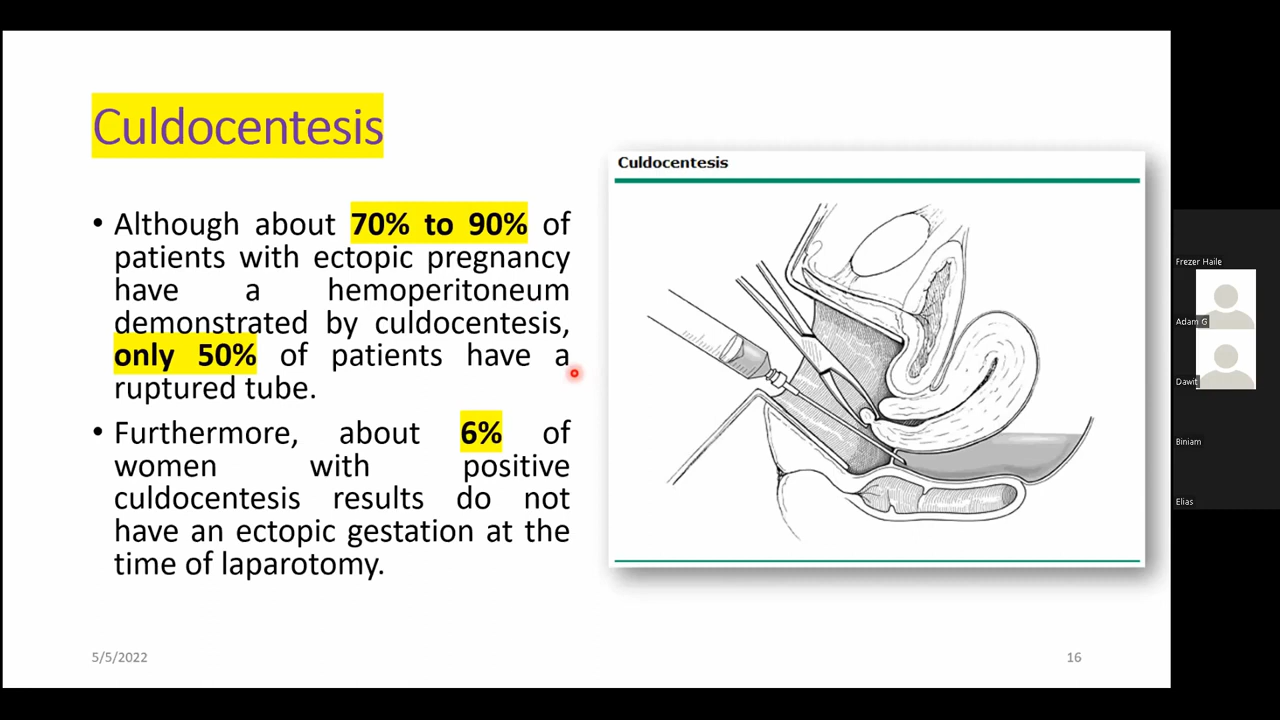 Culdocentesis
• Although about 70% to 90% of
patients with ectopic pregnancy
have a hemoperitoneum
demonstrated by culdocentesis,
only 50% of patients have a
ruptured tube.
• Furthermore, about 6% of
women with positive
culdocentesis results do not
have an ectopic gestation at the
time of laparotomy.
Culdocentesis
5/5/2022
16
Frezer Haile
Adam G
Dawit
Biniam
Elias